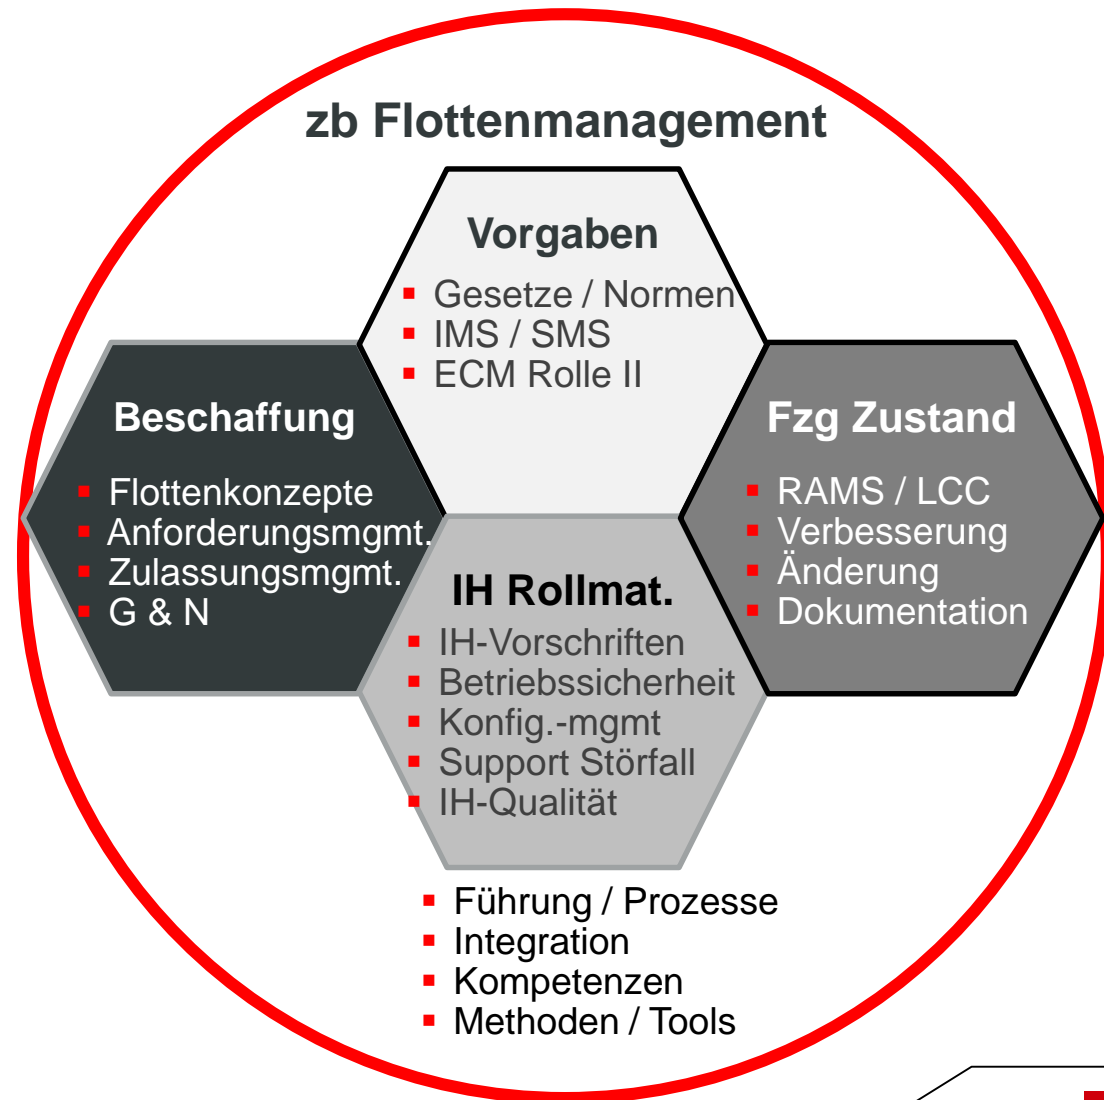 zb Flottenmanagement
Vorgaben
Gesetze / Normen
IMS / SMS
ECM Rolle II
Beschaffung
Flottenkonzepte
Anforderungsmgmt.
Zulassungsmgmt.
G & N
Fzg Zustand
RAMS / LCC
Verbesserung
Änderung
Dokumentation
IH Rollmat.
IH-Vorschriften
Betriebssicherheit
Konfig.-mgmt
Support Störfall
IH-Qualität
Führung / Prozesse
Integration
Kompetenzen
Methoden / Tools